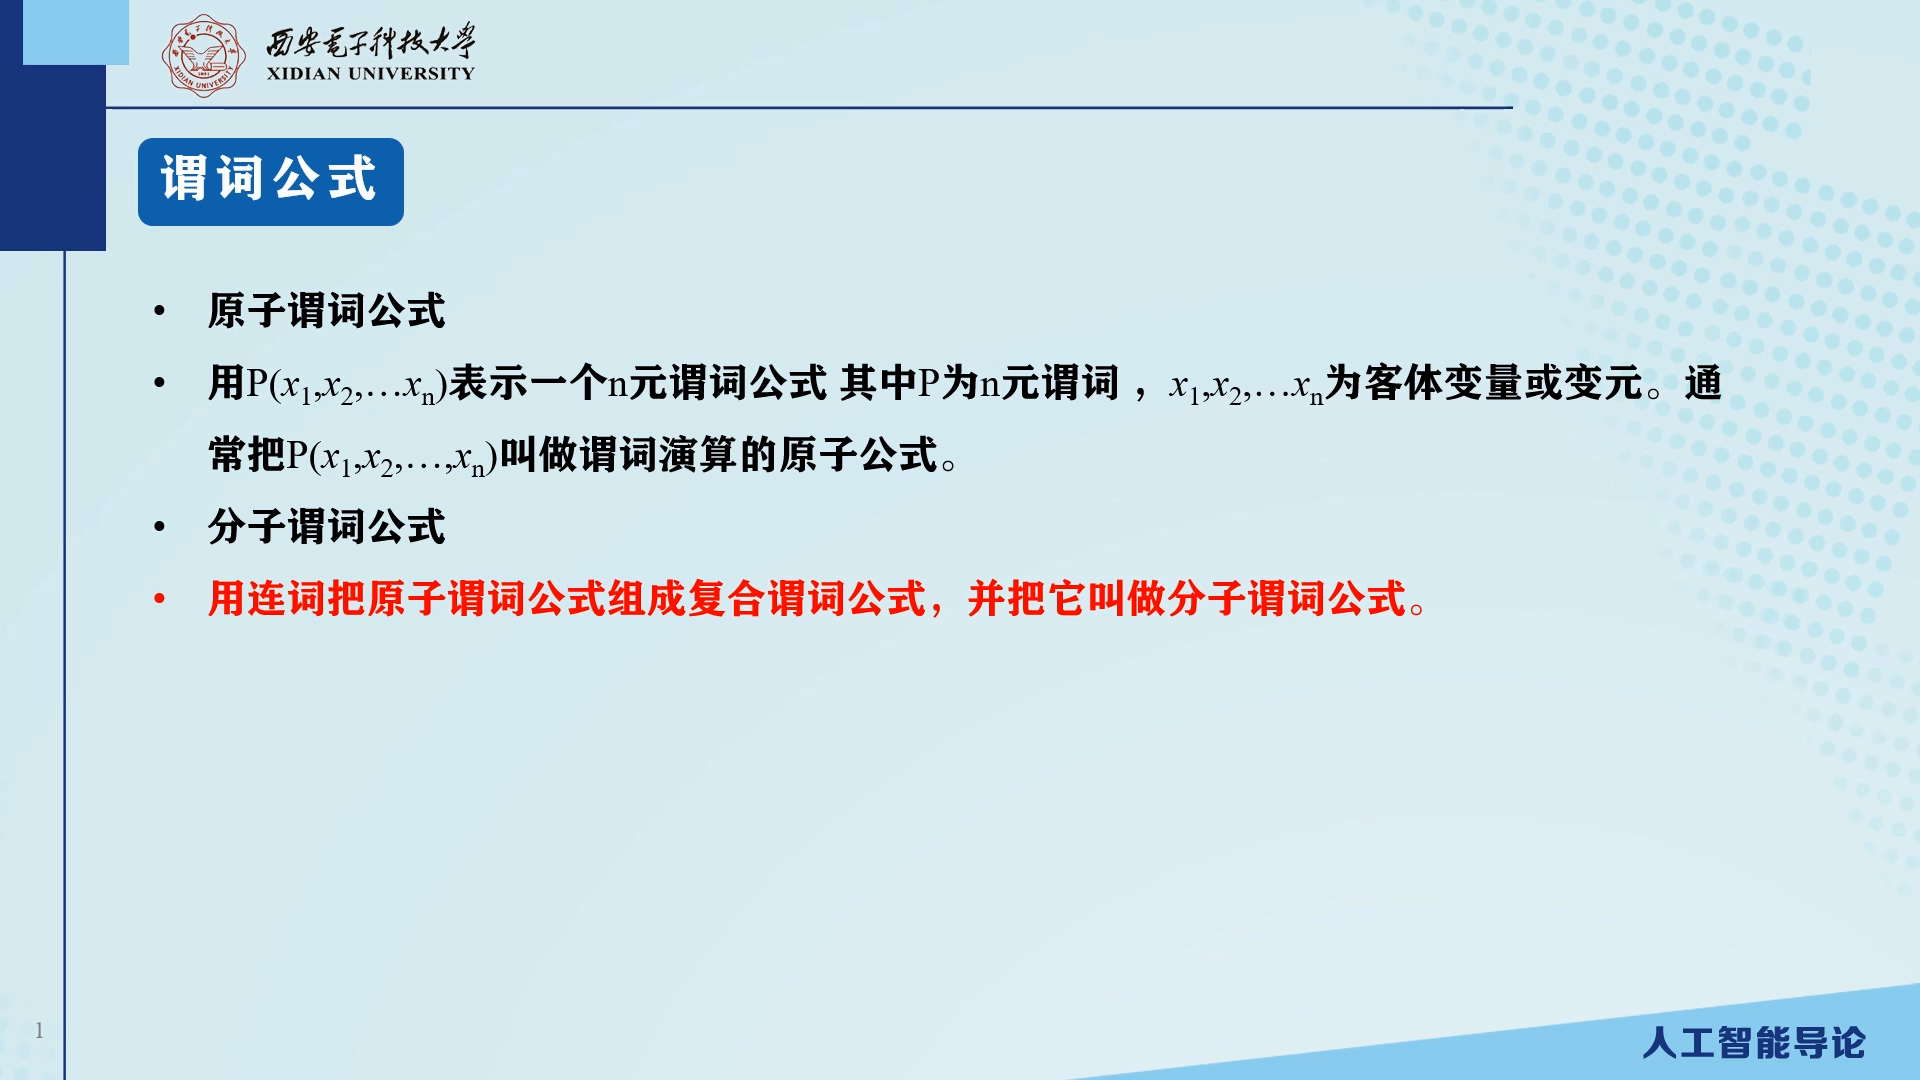 西安電子科技大学
XIDIAN UNIVERSITY
谓词公式
• 原子谓词公式
• 用P(x₁,x₂,…xₙ)表示一个n元谓词公式 其中P为n元谓词 ，x₁,x₂,…xₙ为客体变量或变元。通
常把P(x₁,x₂,…,xₙ)叫做谓词演算的原子公式。
• 分子谓词公式
• 用连词把原子谓词公式组成复合谓词公式，并把它叫做分子谓词公式。
1
人工智能导论